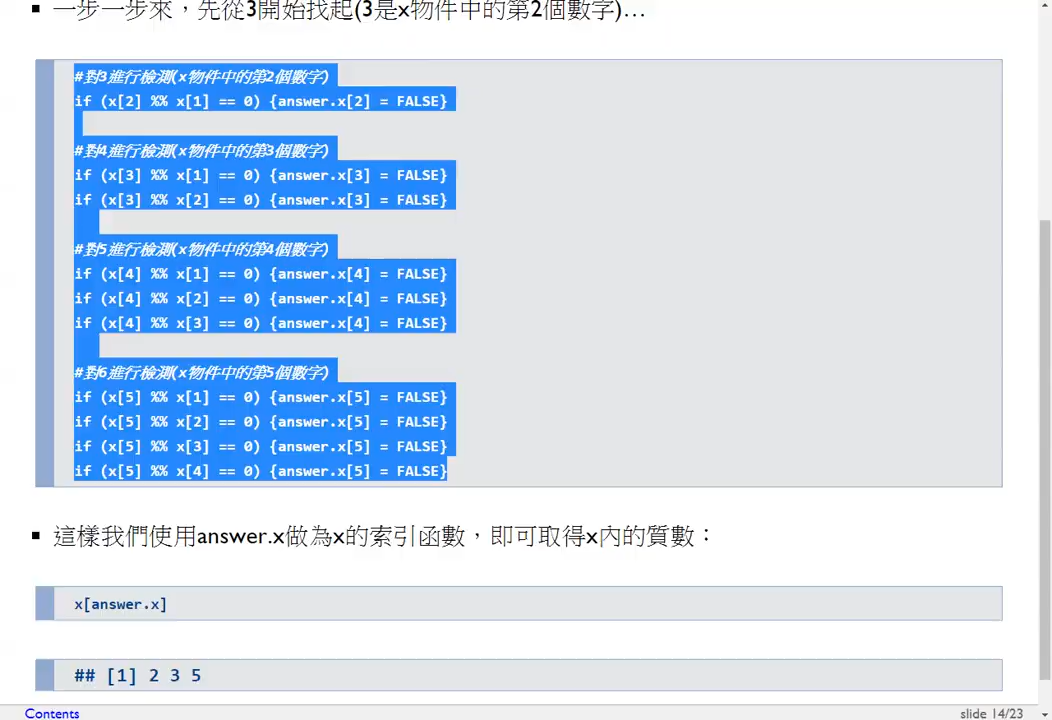 一步一步來，先從3開始找起(3是x物件中的第2個數字)…
#對3進行檢測(x物件中的第2個數字)
if (x[2] %% x[1] == 0) {answer.x[2] = FALSE}
#對4進行檢測(x物件中的第3個數字)
if (x[3] %% x[1] == 0) {answer.x[3] = FALSE}
if (x[3] %% x[2] == 0) {answer.x[3] = FALSE}
#對5進行檢測(x物件中的第4個數字)
if (x[4] %% x[1] == 0) {answer.x[4] = FALSE}
if (x[4] %% x[2] == 0) {answer.x[4] = FALSE}
if (x[4] %% x[3] == 0) {answer.x[4] = FALSE}
#對6進行檢測(x物件中的第5個數字)
if (x[5] %% x[1] == 0) {answer.x[5] = FALSE}
if (x[5] %% x[2] == 0) {answer.x[5] = FALSE}
if (x[5] %% x[3] == 0) {answer.x[5] = FALSE}
if (x[5] %% x[4] == 0) {answer.x[5] = FALSE}
這樣我們使用answer.x做為x的索引函數，即可取得x內的質數：
x[answer.x]
## [1] 2 3 5
Contents
slide 14/23